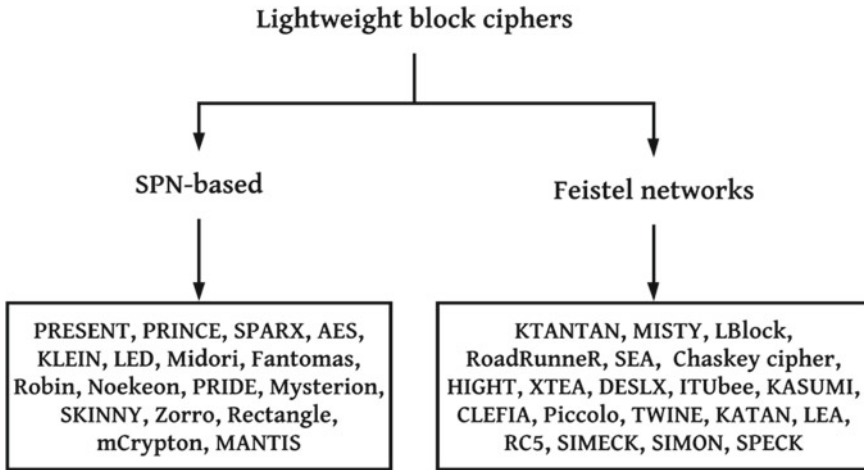 Lightweight block ciphers
SPN-based
Feistel networks
PRESENT, PRINCE, SPARX, AES,
KLEIN, LED, Midori, Fantomas,
Robin, Noekeon, PRIDE, Mysterion,
SKINNY, Zorro, Rectangle,
mCrypton, MANTIS
KTANTAN, MISTY, LBlock,
RoadRunneR, SEA, Chaskey cipher,
HIGHT, XTEA, DESLX, ITUbee, KASUMI,
CLEFIA, Piccolo, TWINE, KATAN, LEA,
RC5, SIMECK, SIMON, SPECK